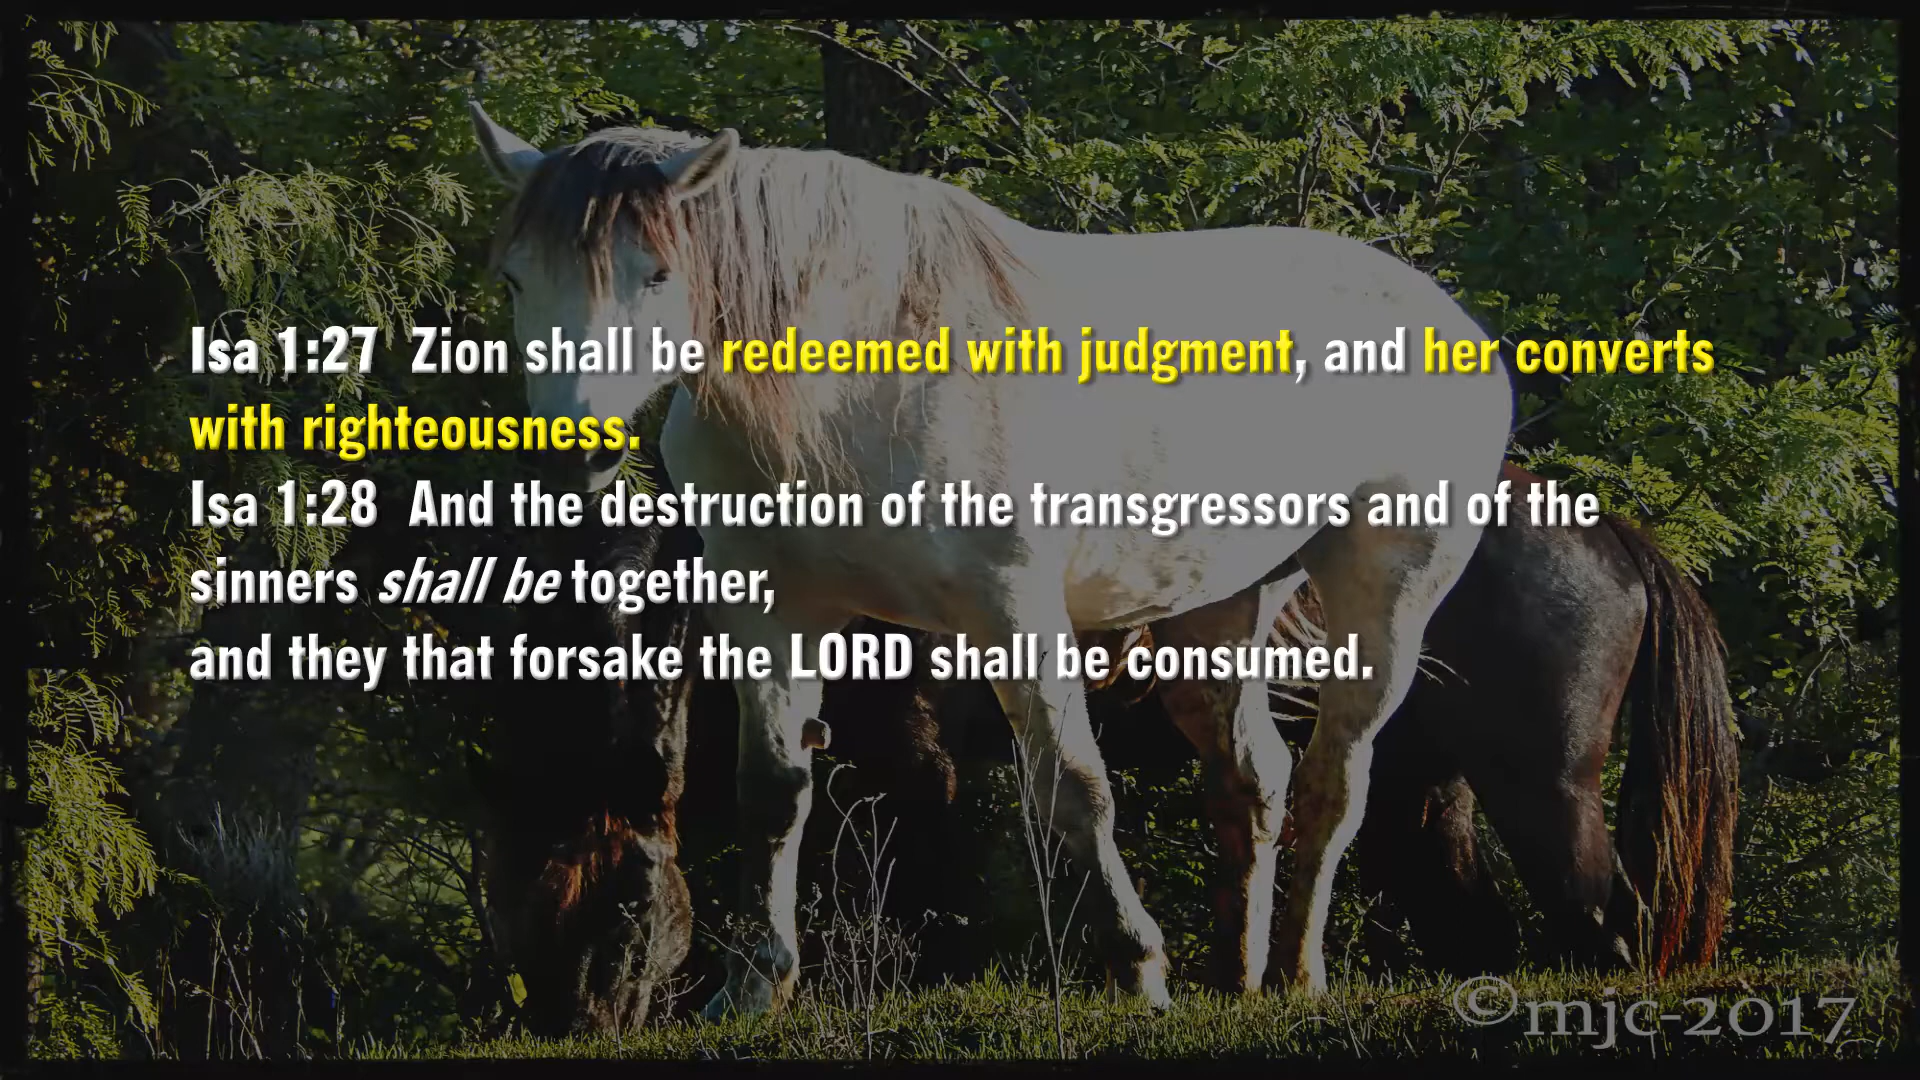 Isa 1:27  Zion shall be redeemed with judgment, and her converts
with righteousness.
Isa 1:28  And the destruction of the transgressors and of the
sinners shall be together,
and they that forsake the LORD shall be consumed.
©mjc-2017